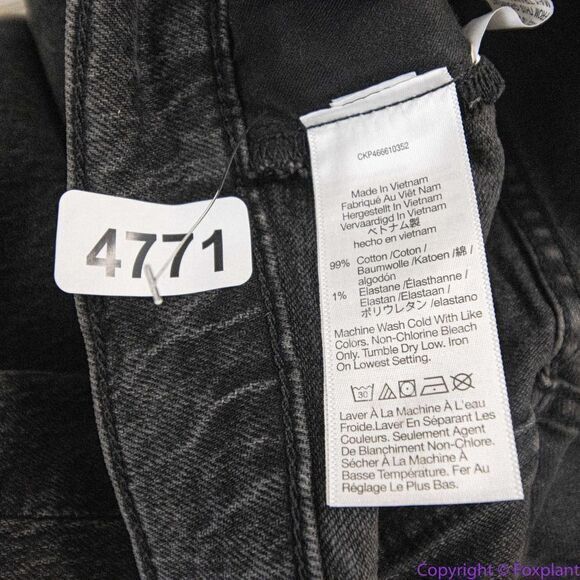 4771
CKP466610352
Made In Vietnam
Fabriqué Au Viêt Nam
Hergestellt In Vietnam
Vervaardigd In Vietnam
ベトナム製
hecho en vietnam
99% Cotton /Coton /
Baumwolle /Katoen /綿 /
algodón
1% Elastane /Élasthanne /
Elastan /Elastaan /
ポリウレタン /elastano
Machine Wash Cold With Like
Colors. Non-Chlorine Bleach
Only. Tumble Dry Low. Iron
On Lowest Setting.
30
Laver À La Machine À L'eau
Froide.Laver En Séparant Les
Couleurs. Seulement Agent
De Blanchiment Non-Chlore.
Sécher À La Machine À
Basse Température. Fer Au
Réglage Le Plus Bas.
Copyright © Foxplant